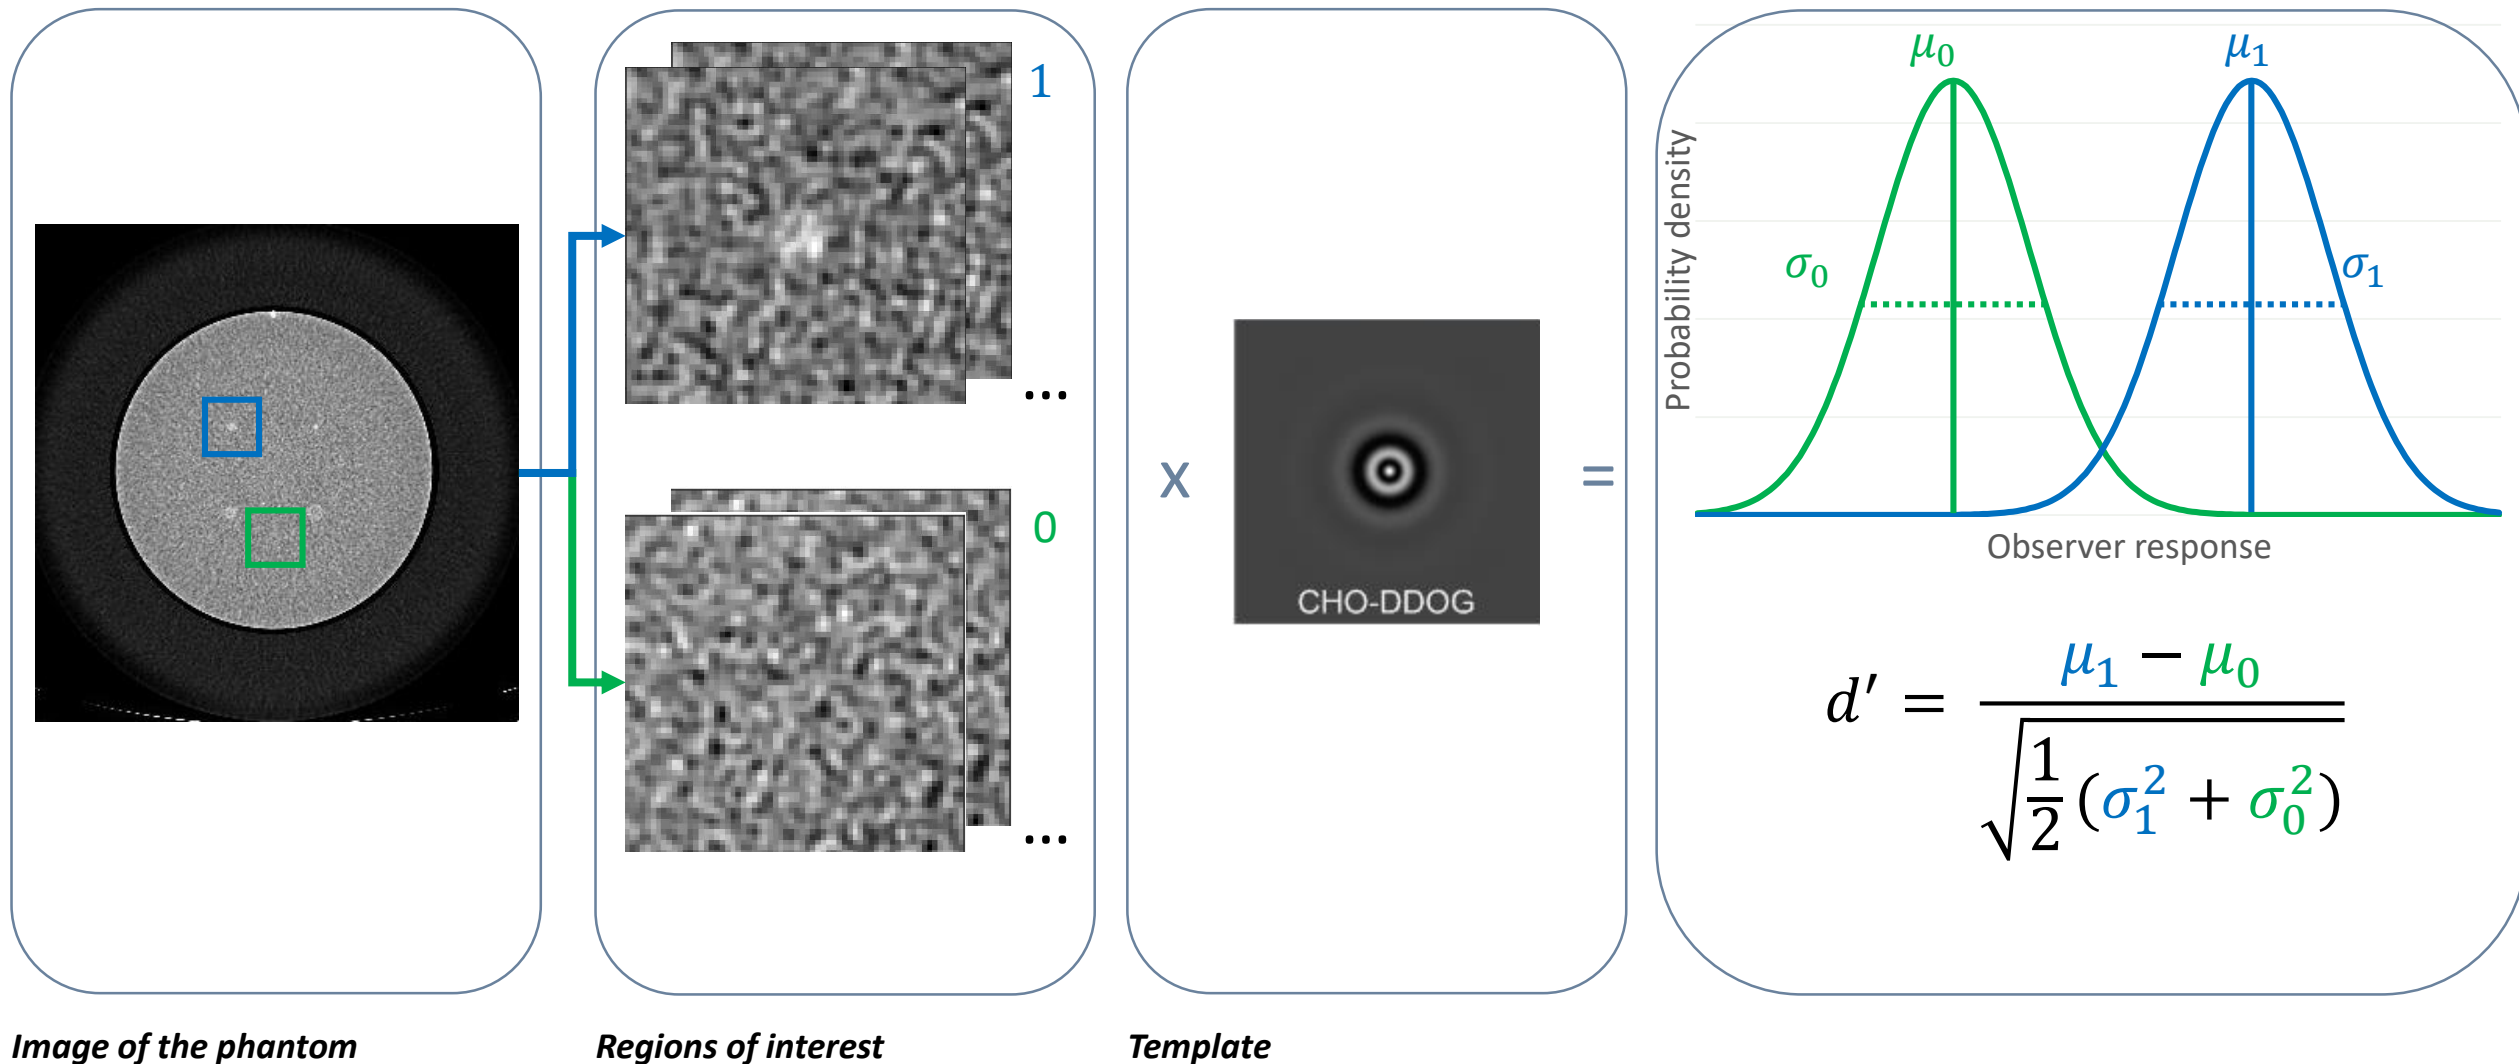 1
...
0
...
x
CHO-DDOG
=
μ₀ μ₁
Probability density
σ₀ σ₁
Observer response
d′ = (μ₁ − μ₀) / √(1/2 (σ₁² + σ₀²))
Image of the phantom
Regions of interest
Template